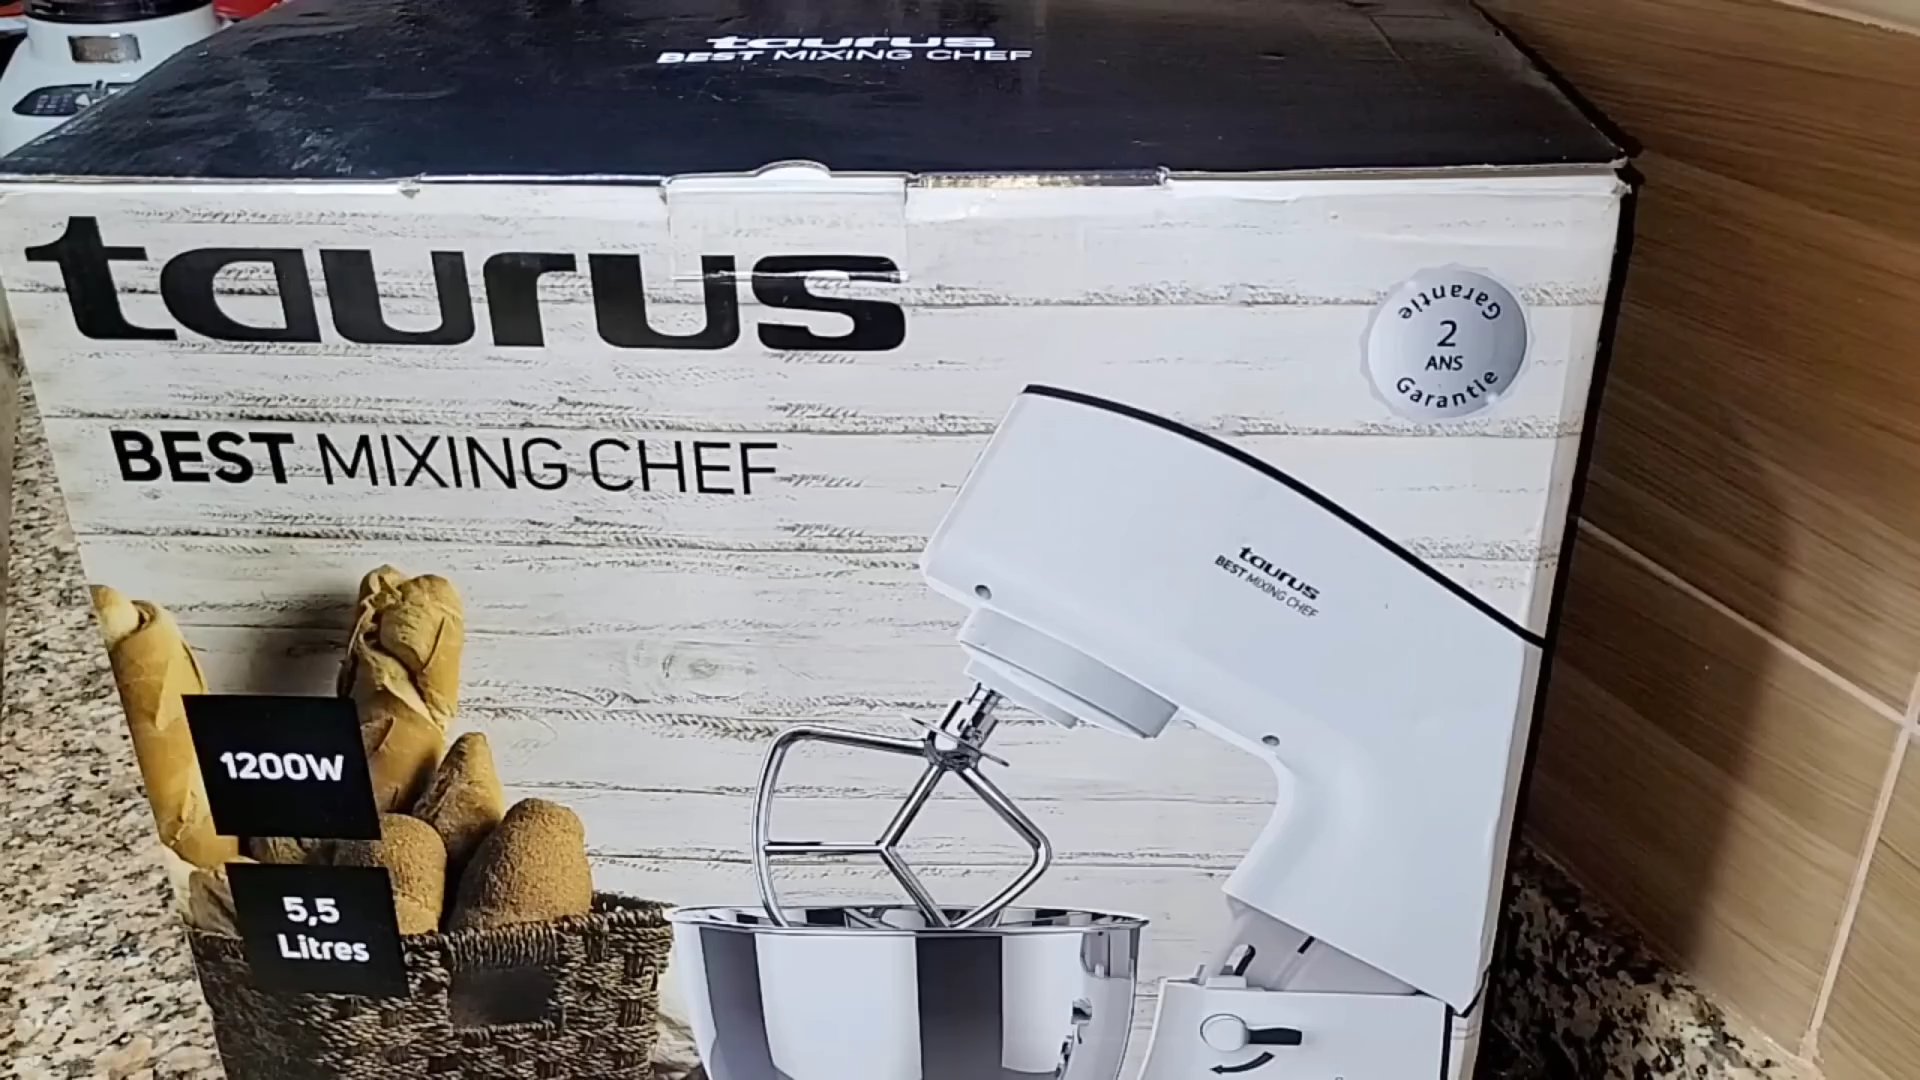 taurus
BEST MIXING CHEF
taurus
BEST MIXING CHEF
Garantie
2
ANS
Garantie
taurus
BEST MIXING CHEF
1200W
5,5
Litres